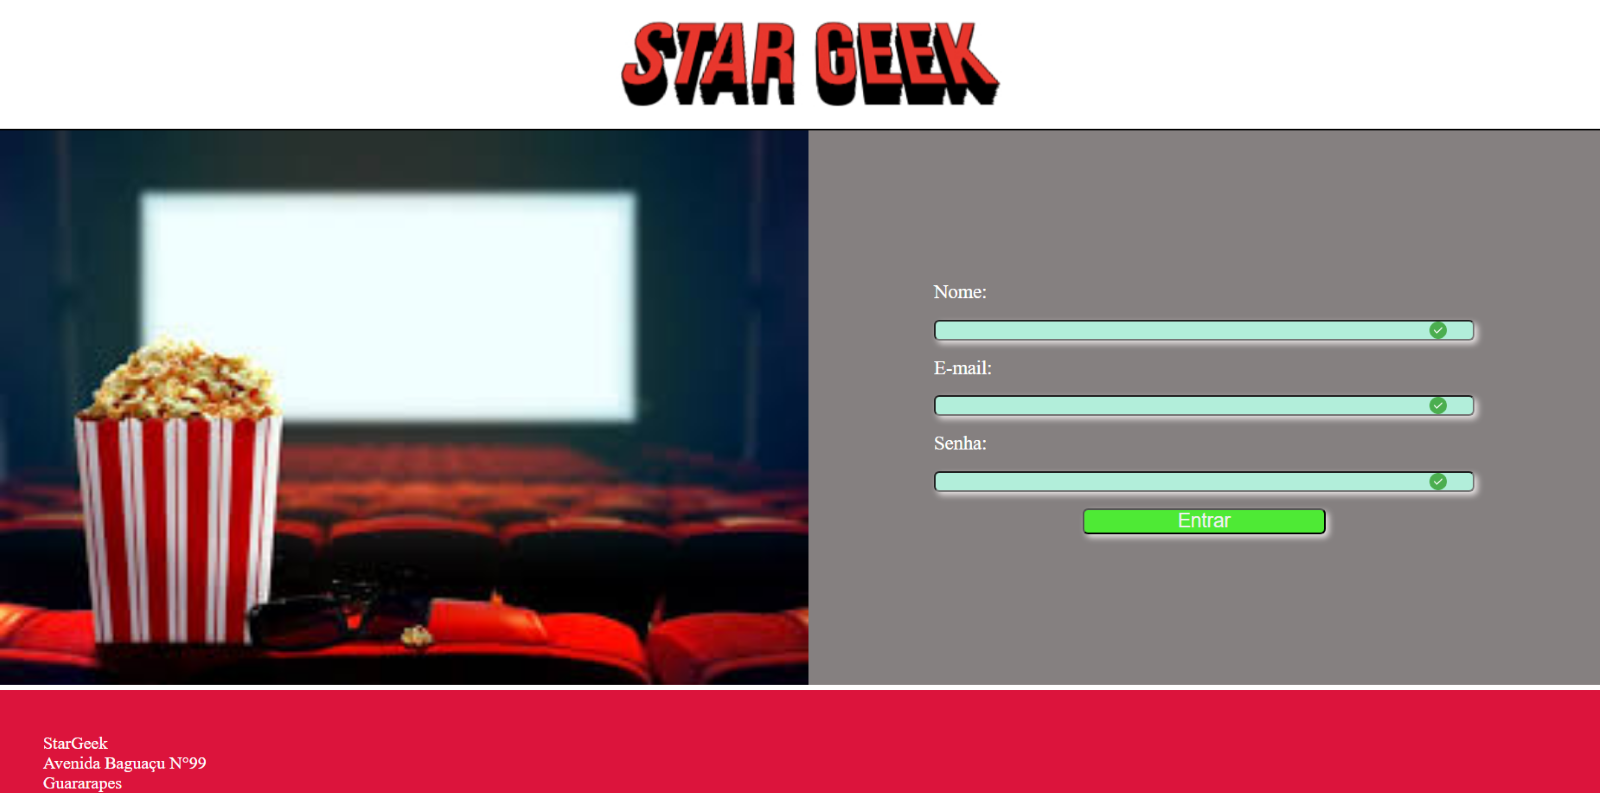 STAR GEEK
Nome:
E-mail:
Senha:
Entrar
StarGeek
Avenida Baguaçu N°99
Guararapes